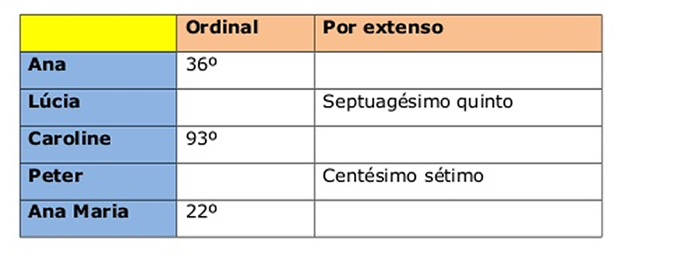 Ordinal Por extenso
Ana 36º
Lúcia Septuagésimo quinto
Caroline 93º
Peter Centésimo sétimo
Ana Maria 22º